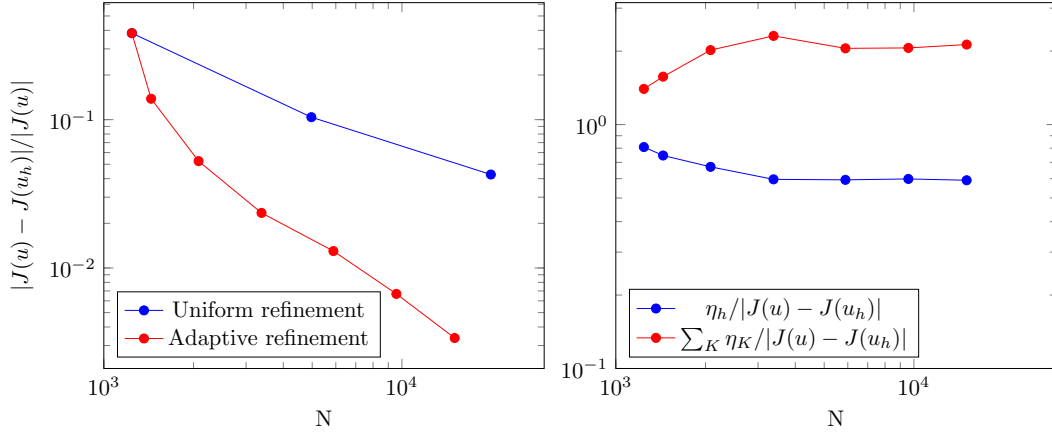 |J(u) − J(u_h)|/|J(u)|
10^{-1}
10^{-2}
10^3
10^4
N
Uniform refinement
Adaptive refinement
10^0
10^{-1}
10^3
10^4
N
η_h/|J(u) − J(u_h)|
∑_K η_K/|J(u) − J(u_h)|